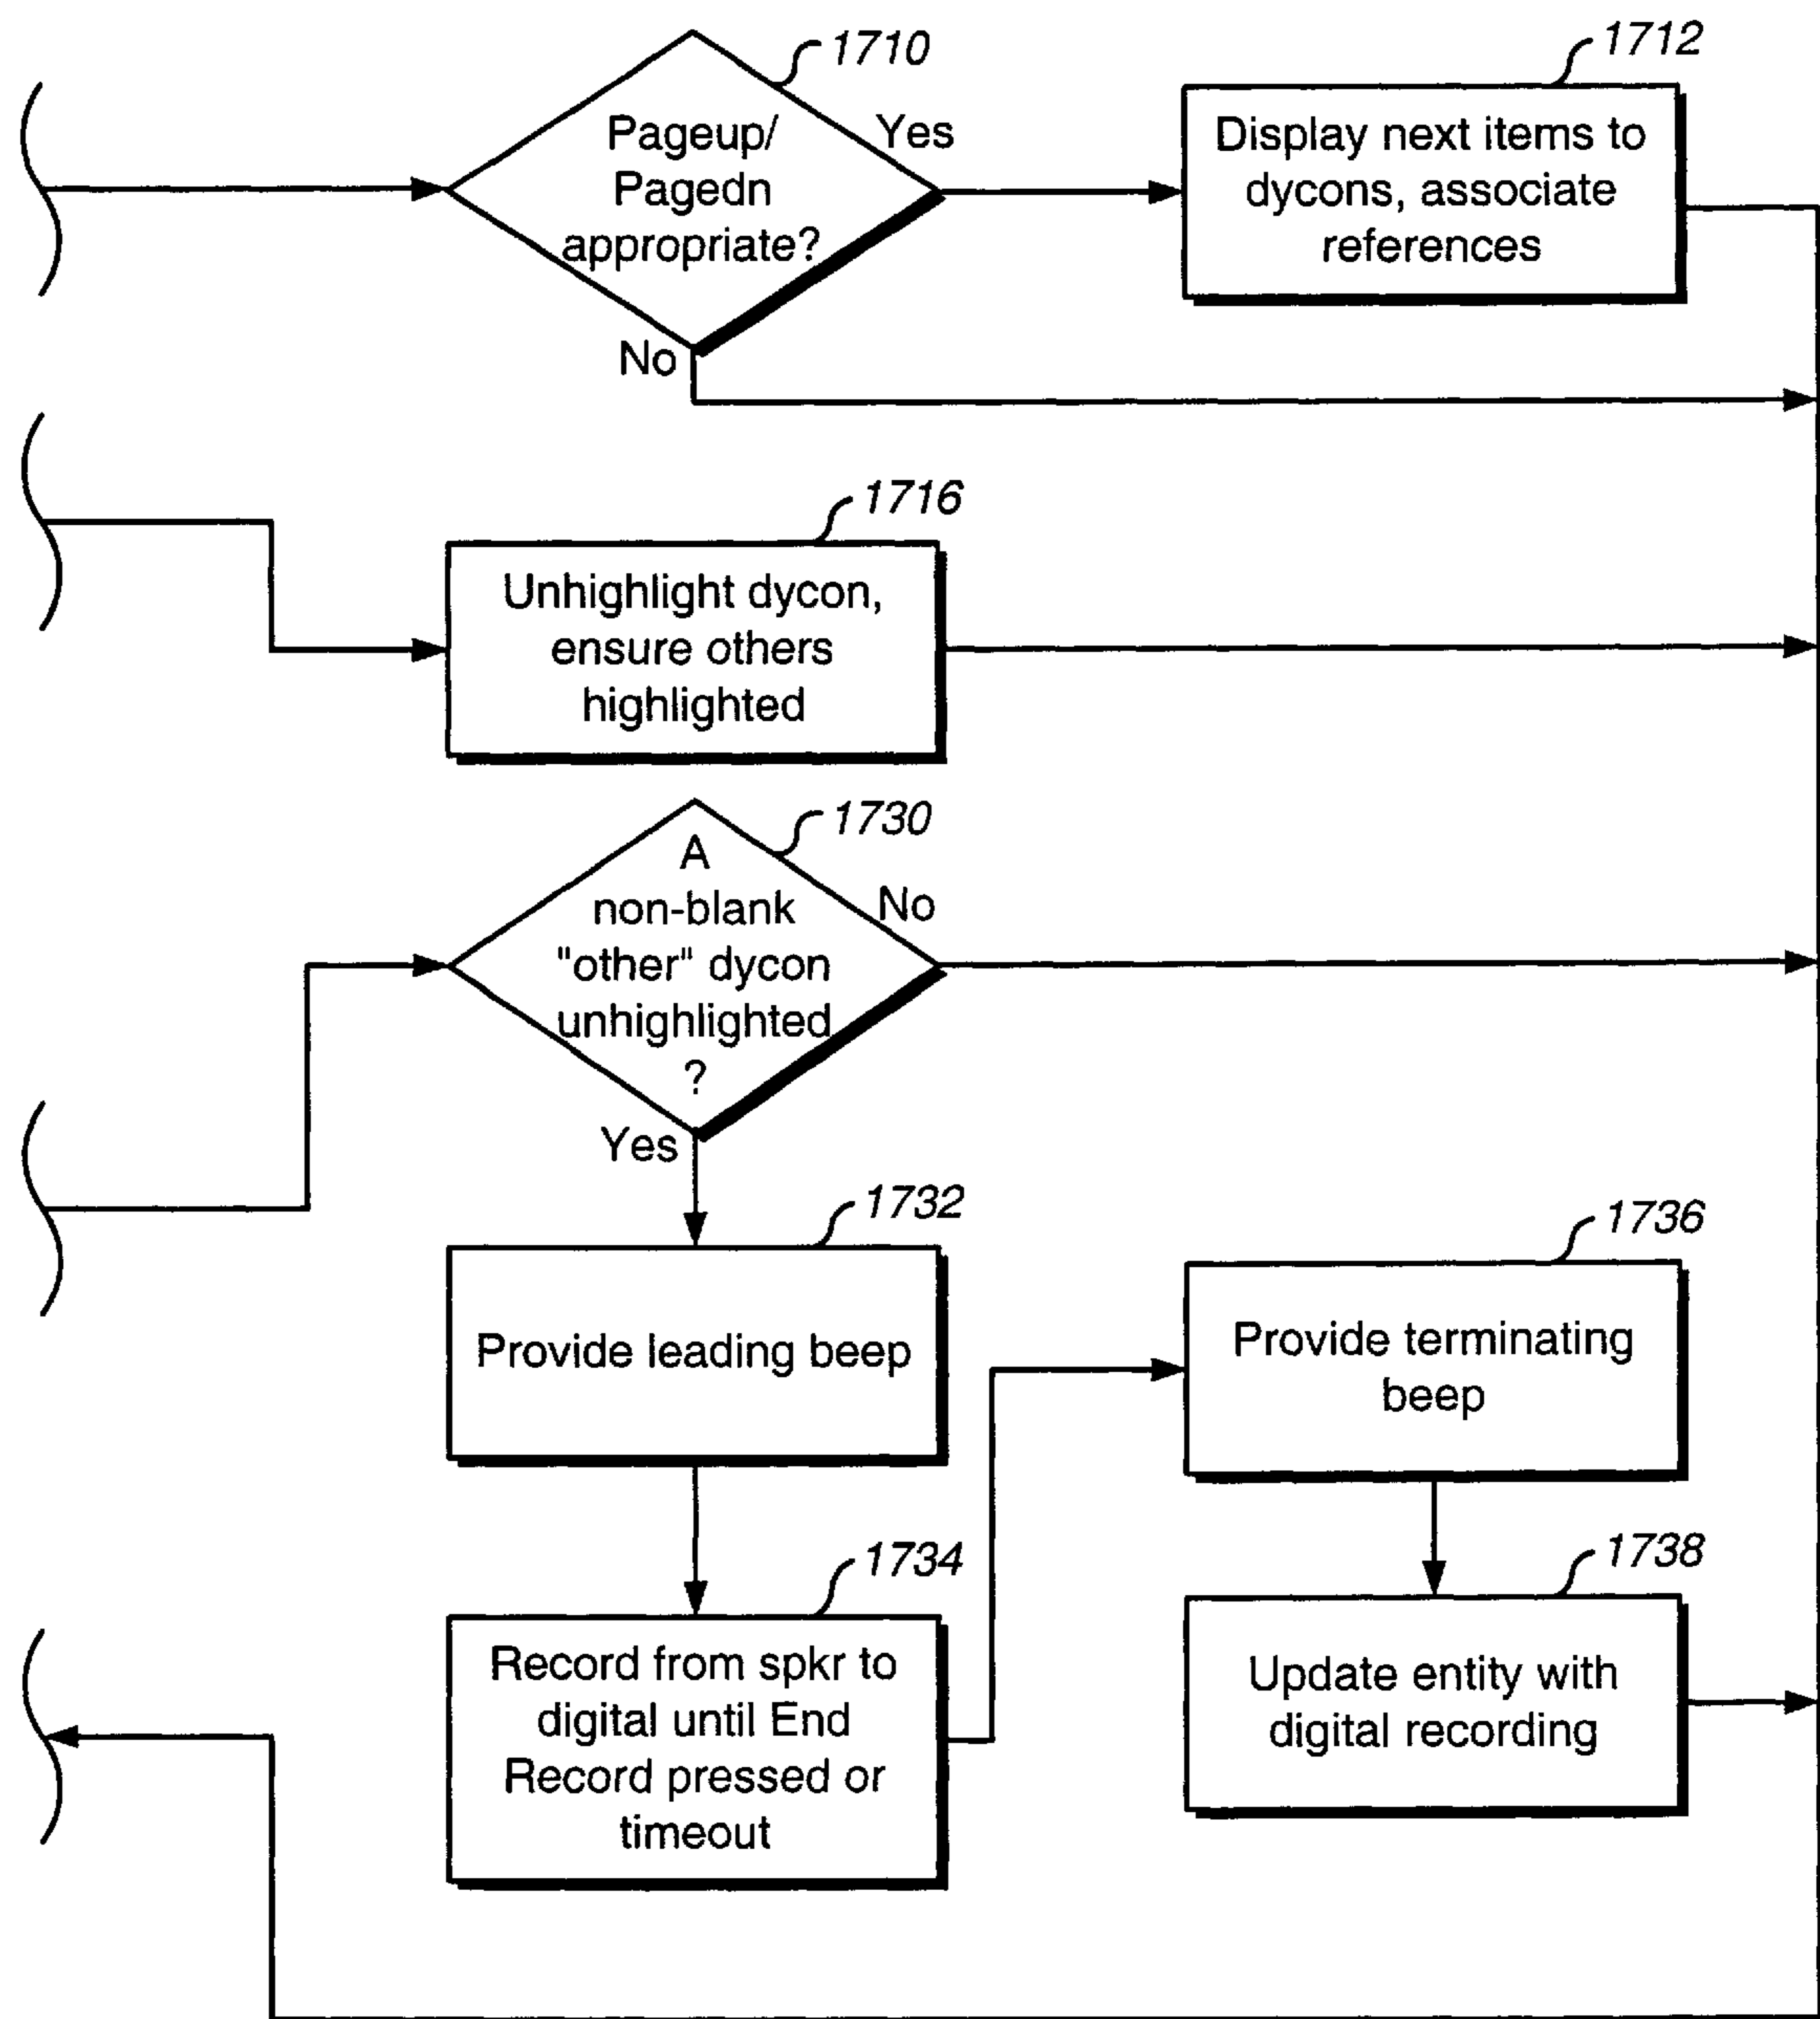 1710
Pageup/
Pagedn
appropriate?
Yes
No
1712
Display next items to
dycons, associate
references
1716
Unhighlight dycon,
ensure others
highlighted
1730
A
non-blank
"other" dycon
unhighlighted
?
No
Yes
1732
Provide leading beep
1736
Provide terminating
beep
1734
Record from spkr to
digital until End
Record pressed or
timeout
1738
Update entity with
digital recording